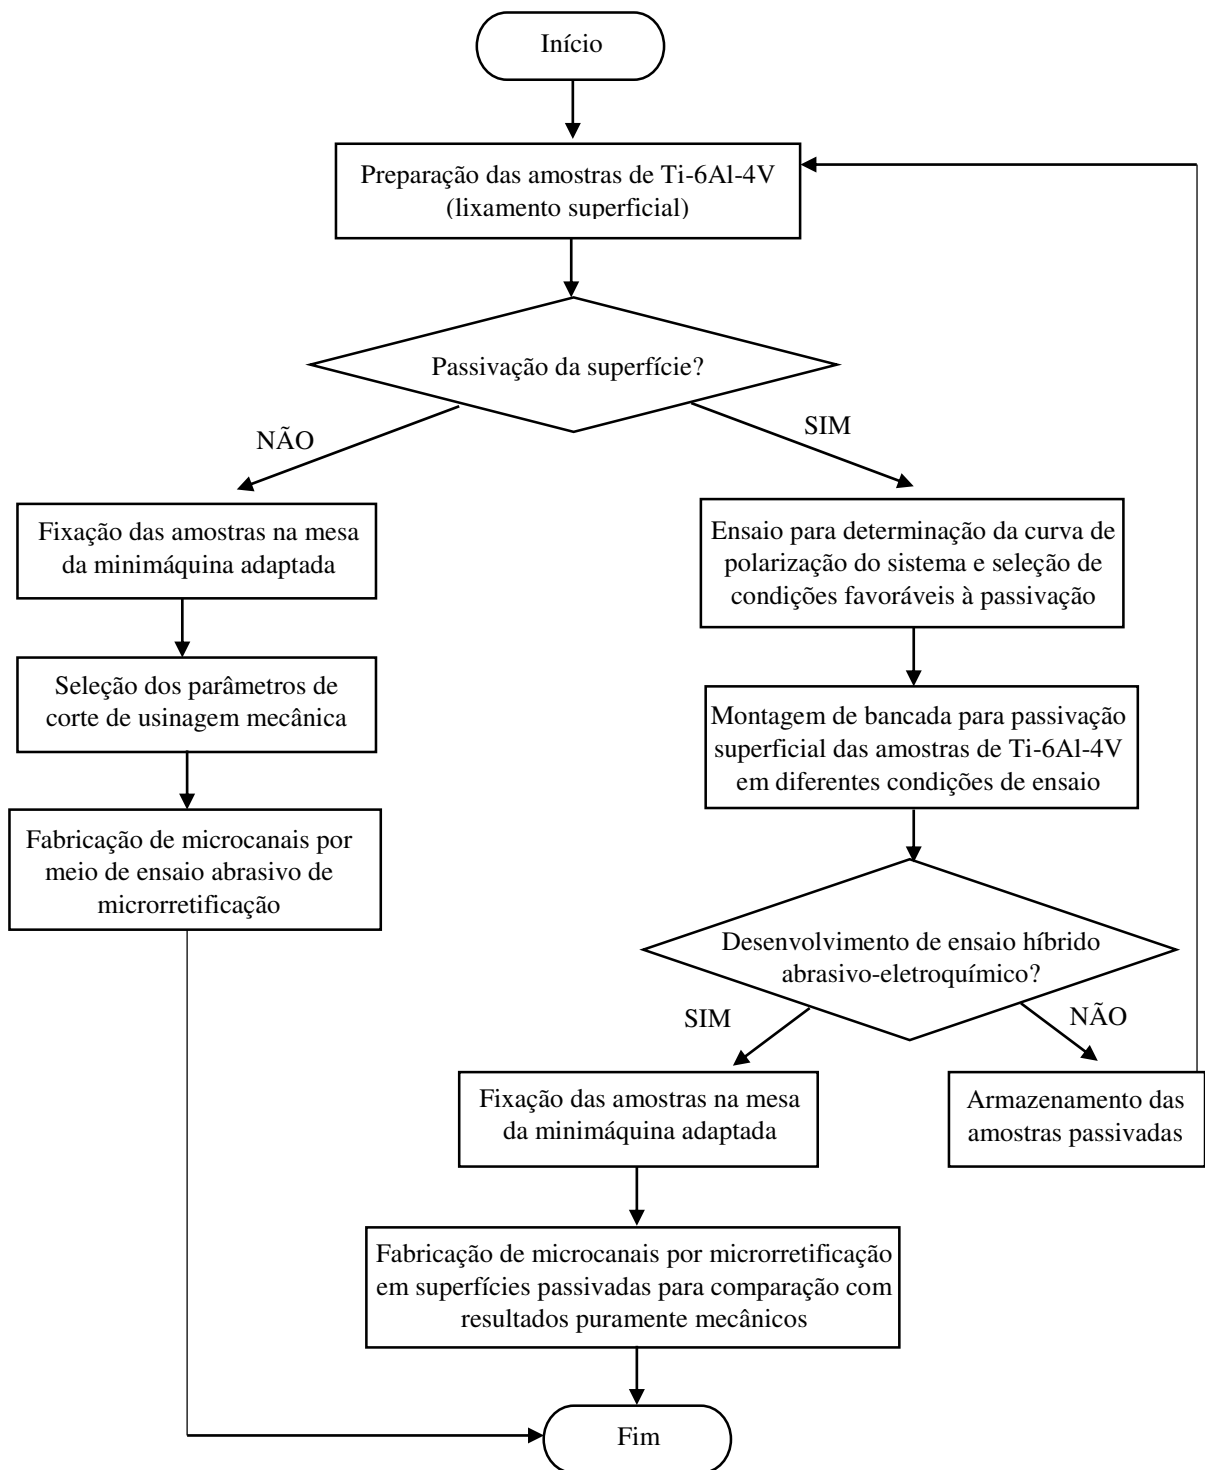 Início
Preparação das amostras de Ti-6Al-4V
(lixamento superficial)
Passivação da superfície?
NÃO
SIM
Fixação das amostras na mesa
da minimáquina adaptada
Seleção dos parâmetros de
corte de usinagem mecânica
Fabricação de microcanais por
meio de ensaio abrasivo de
microrretificação
Ensaio para determinação da curva de
polarização do sistema e seleção de
condições favoráveis à passivação
Montagem de bancada para passivação
superficial das amostras de Ti-6Al-4V
em diferentes condições de ensaio
Desenvolvimento de ensaio híbrido
abrasivo-eletroquímico?
SIM
NÃO
Fixação das amostras na mesa
da minimáquina adaptada
Armazenamento das
amostras passivadas
Fabricação de microcanais por microrretificação
em superfícies passivadas para comparação com
resultados puramente mecânicos
Fim